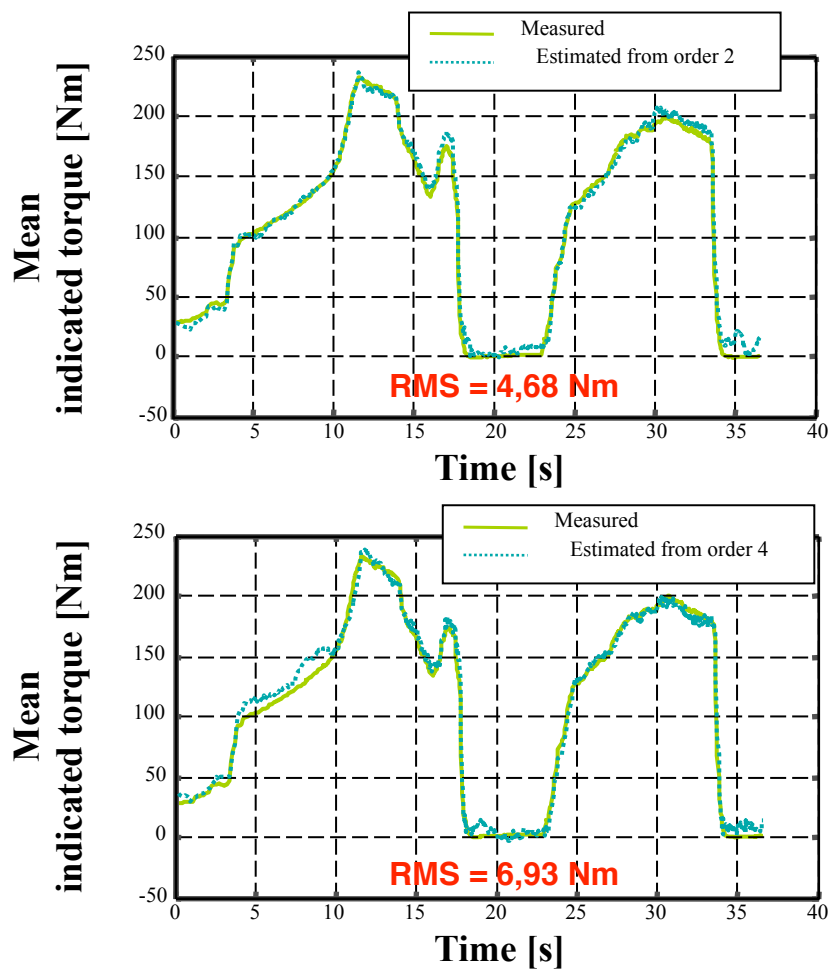 Measured
Estimated from order 2
250
200
150
100
50
0
-50
Mean
indicated torque [Nm]
RMS = 4,68 Nm
0 5 10 15 20 25 30 35 40
Time [s]
Measured
Estimated from order 4
250
200
150
100
50
0
-50
Mean
indicated torque [Nm]
RMS = 6,93 Nm
0 5 10 15 20 25 30 35 40
Time [s]